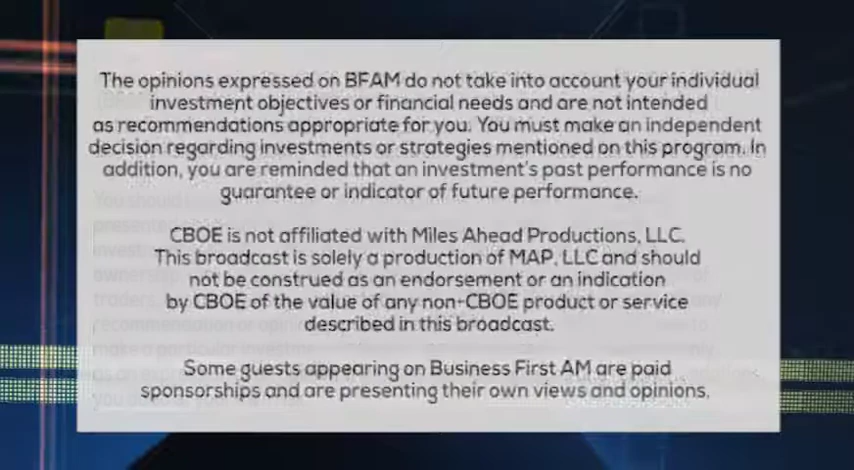 The opinions expressed on BFAM do not take into account your individual
investment objectives or financial needs and are not intended
as recommendations appropriate for you. You must make an independent
decision regarding investments or strategies mentioned on this program. In
addition, you are reminded that an investment's past performance is no
guarantee or indicator of future performance.
CBOE is not affiliated with Miles Ahead Productions, LLC.
This broadcast is solely a production of MAP, LLC and should
not be construed as an endorsement or an indication
by CBOE of the value of any non-CBOE product or service
described in this broadcast.
Some guests appearing on Business First AM are paid
sponsorships and are presenting their own views and opinions.